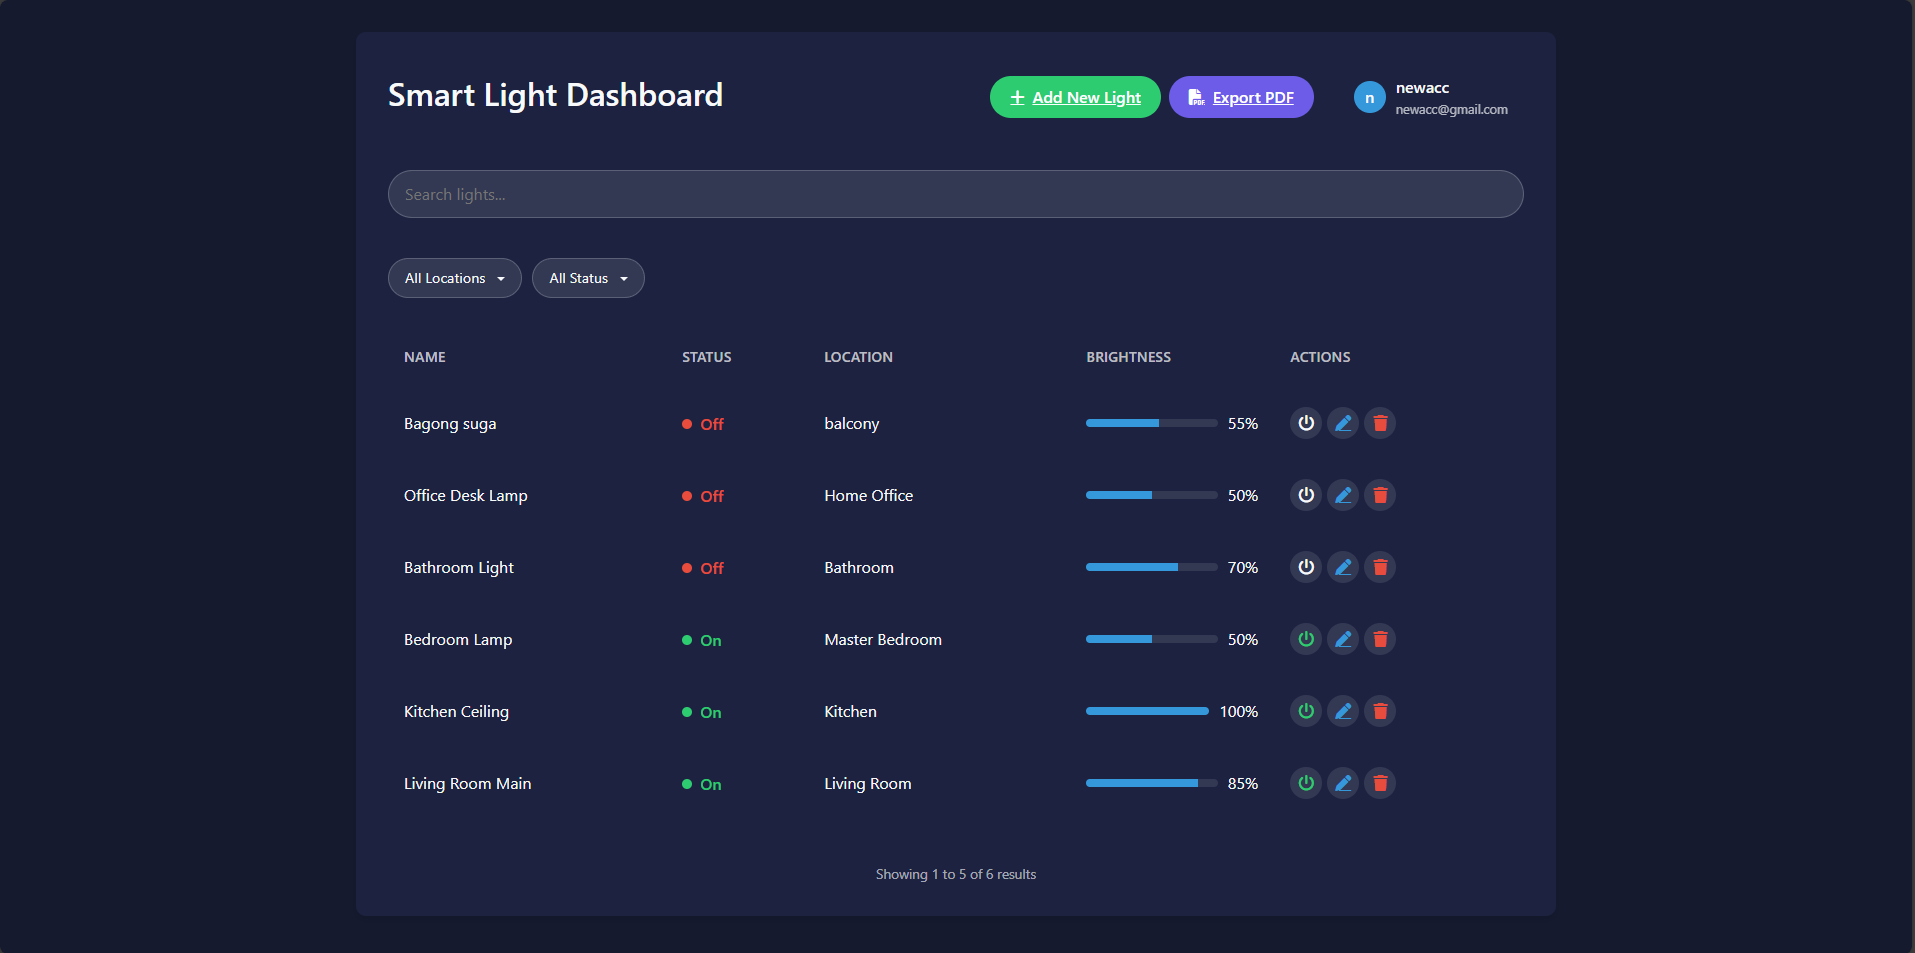 Smart Light Dashboard
Add New Light
Export PDF
n
newacc
newacc@gmail.com
Search lights...
All Locations
All Status
NAME STATUS LOCATION BRIGHTNESS ACTIONS
Bagong suga Off balcony 55%
Office Desk Lamp Off Home Office 50%
Bathroom Light Off Bathroom 70%
Bedroom Lamp On Master Bedroom 50%
Kitchen Ceiling On Kitchen 100%
Living Room Main On Living Room 85%
Showing 1 to 5 of 6 results